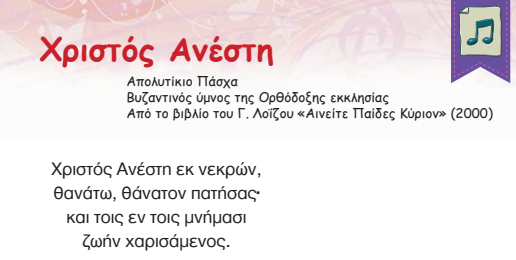 Χριστός Ανέστη
Απολυτίκιο Πάσχα
Βυζαντινός ύμνος της Ορθόδοξης εκκλησίας
Από το βιβλίο του Γ. Λοΐζου «Αινείτε Παίδες Κύριον» (2000)
Χριστός Ανέστη εκ νεκρών,
θανάτω, θάνατον πατήσας·
και τοις εν τοις μνήμασι
ζωήν χαρισάμενος.